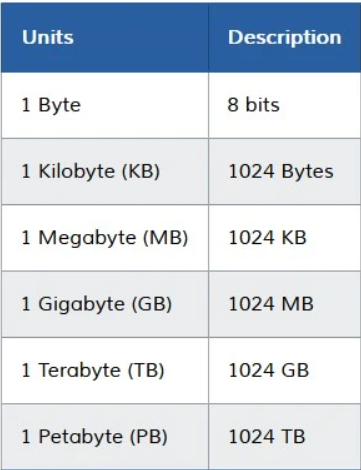 Units Description
1 Byte 8 bits
1 Kilobyte (KB) 1024 Bytes
1 Megabyte (MB) 1024 KB
1 Gigabyte (GB) 1024 MB
1 Terabyte (TB) 1024 GB
1 Petabyte (PB) 1024 TB